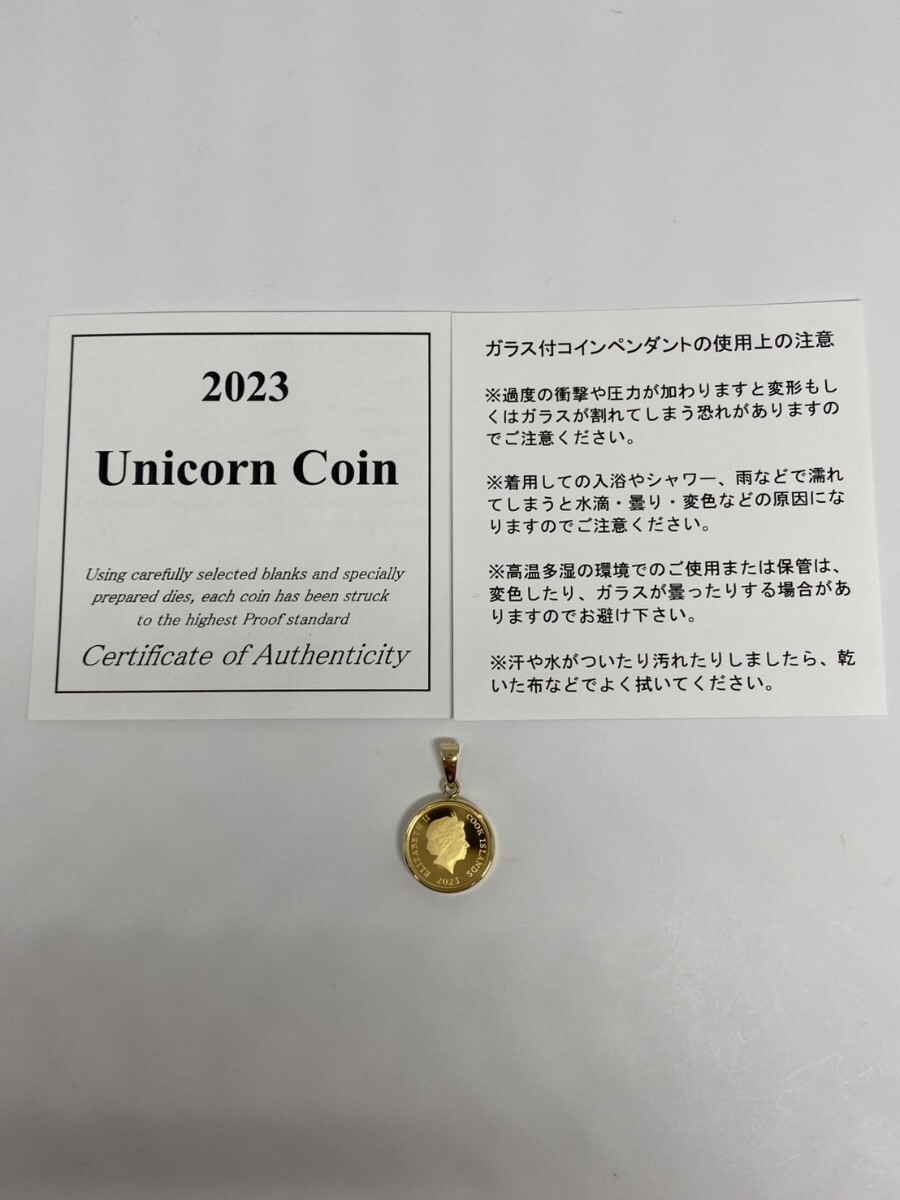 2023
Unicorn Coin
Using carefully selected blanks and specially
prepared dies, each coin has been struck
to the highest Proof standard
Certificate of Authenticity
ガラス付コインペンダントの使用上の注意
※過度の衝撃や圧力が加わりますと変形もし
くはガラスが割れてしまう恐れがありますの
でご注意ください。
※着用しての入浴やシャワー、雨などで濡れ
てしまうと水滴・曇り・変色などの原因にな
りますのでご注意ください。
※高温多湿の環境でのご使用または保管は、
変色したり、ガラスが曇ったりする場合があ
りますのでお避け下さい。
※汗や水がついたり汚れたりしましたら、乾
いた布などでよく拭いてください。
ELIZABETH II
COOK ISLANDS
2023